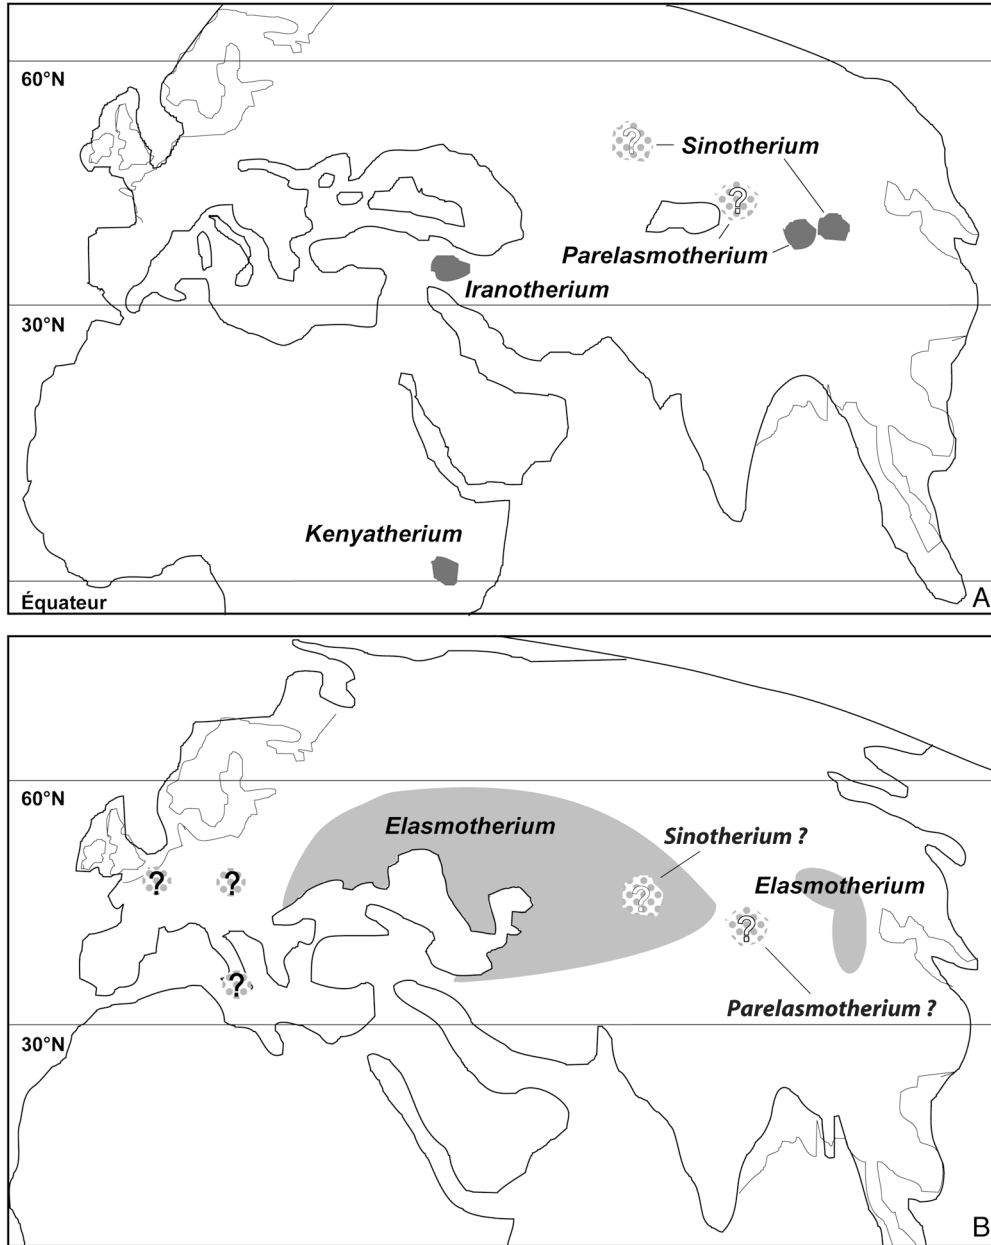 60°N
?
Sinotherium
?
Parelasmotherium
Iranotherium
30°N
Kenyatherium
Équateur
A
60°N
Elasmotherium
Sinotherium ?
?
?
Elasmotherium
?
?
?
Parelasmotherium ?
30°N
B